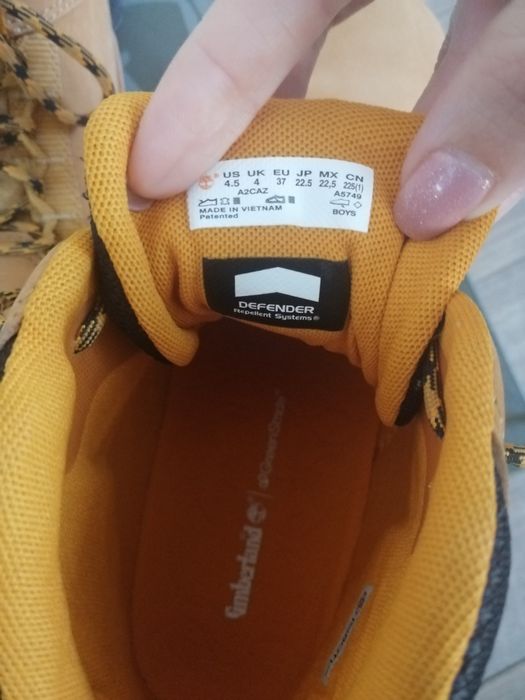 US UK EU JP MX CN
4.5 4 37 22.5 22,5 225(1)
A2CAZ A5749
MADE IN VIETNAM
Patented
BOYS
DEFENDER
Repellent Systems®
Timberland